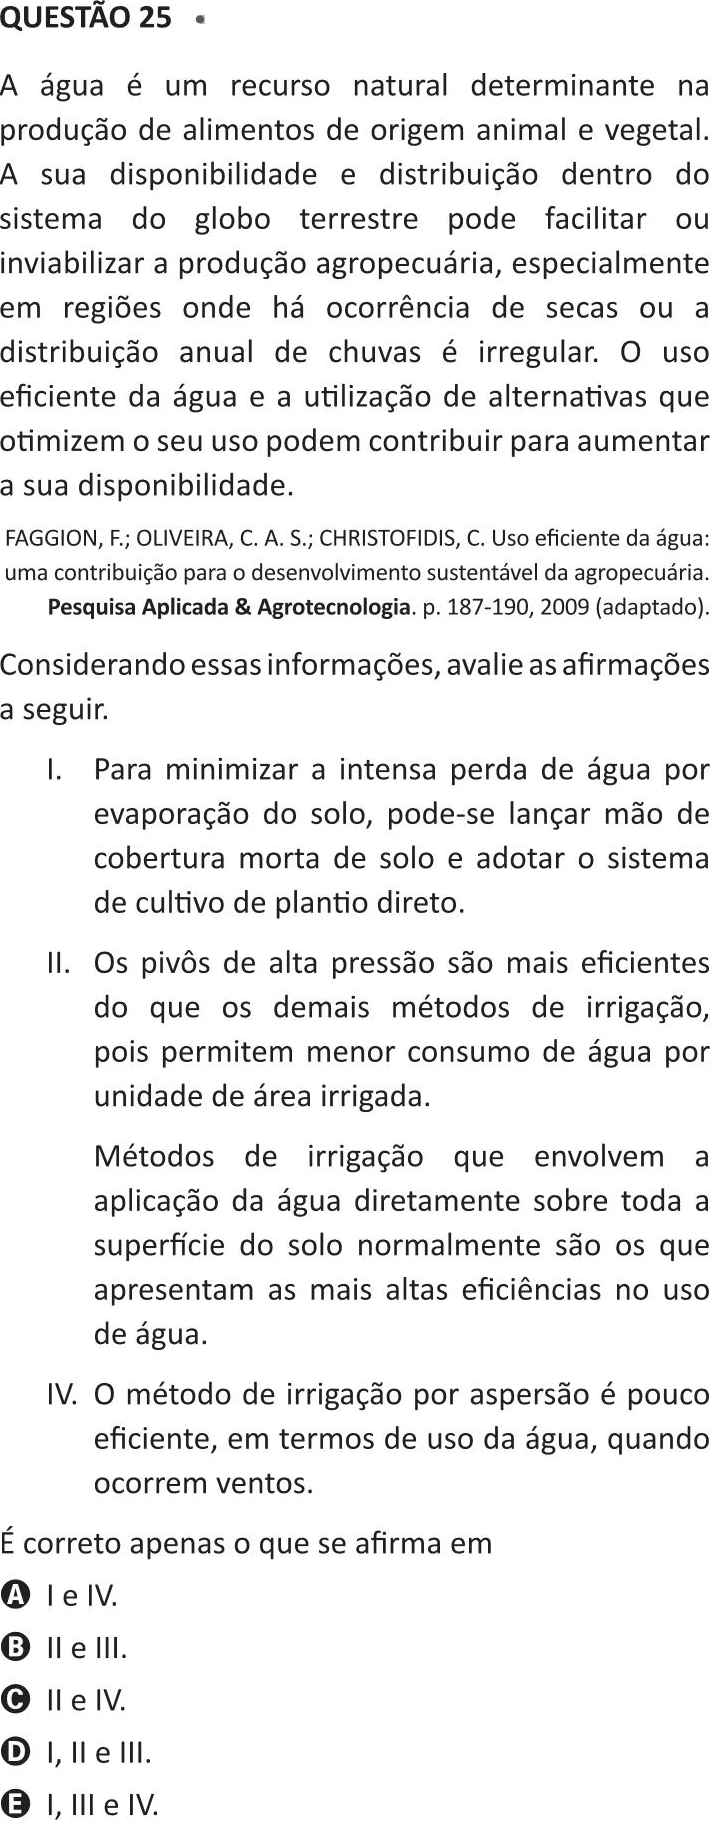 QUESTÃO 25
A água é um recurso natural determinante na
produção de alimentos de origem animal e vegetal.
A sua disponibilidade e distribuição dentro do
sistema do globo terrestre pode facilitar ou
inviabilizar a produção agropecuária, especialmente
em regiões onde há ocorrência de secas ou a
distribuição anual de chuvas é irregular. O uso
eficiente da água e a utilização de alternativas que
otimizem o seu uso podem contribuir para aumentar
a sua disponibilidade.
FAGGION, F.; OLIVEIRA, C. A. S.; CHRISTOFIDIS, C. Uso eficiente da água:
uma contribuição para o desenvolvimento sustentável da agropecuária.
Pesquisa Aplicada & Agrotecnologia. p. 187-190, 2009 (adaptado).
Considerando essas informações, avalie as afirmações
a seguir.
I. Para minimizar a intensa perda de água por
evaporação do solo, pode-se lançar mão de
cobertura morta de solo e adotar o sistema
de cultivo de plantio direto.
II. Os pivôs de alta pressão são mais eficientes
do que os demais métodos de irrigação,
pois permitem menor consumo de água por
unidade de área irrigada.
Métodos de irrigação que envolvem a
aplicação da água diretamente sobre toda a
superfície do solo normalmente são os que
apresentam as mais altas eficiências no uso
de água.
IV. O método de irrigação por aspersão é pouco
eficiente, em termos de uso da água, quando
ocorrem ventos.
É correto apenas o que se afirma em
A I e IV.
B II e III.
C II e IV.
D I, II e III.
E I, III e IV.